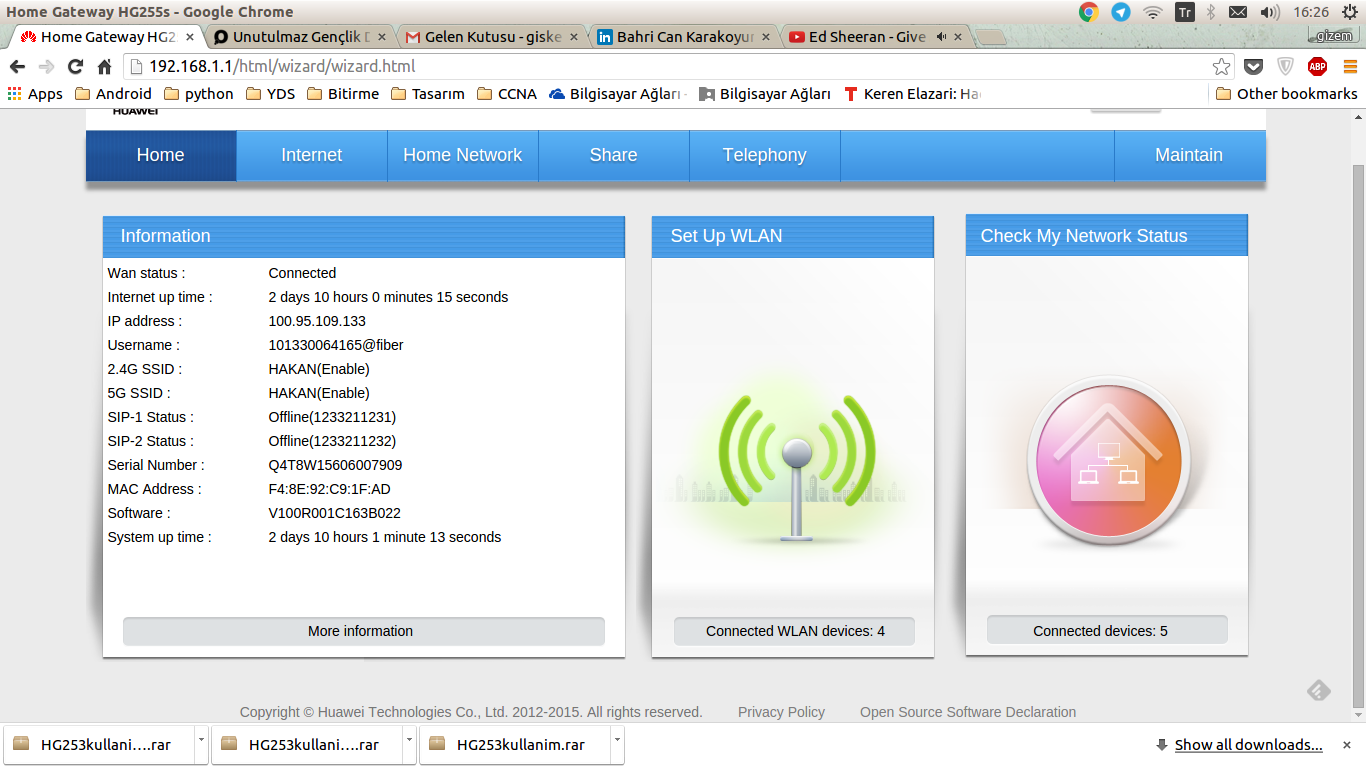 Home Gateway HG255s - Google Chrome
Tr
16:26
Home Gateway HG2
Unutulmaz Gençlik D
Gelen Kutusu - giske
Bahri Can Karakoyun
Ed Sheeran - Give
gizem
192.168.1.1/html/wizard/wizard.html
ABP
Apps
Android
python
YDS
Bitirme
Tasarım
CCNA
Bilgisayar Ağları -
Bilgisayar Ağları
Keren Elazari: Ha
Other bookmarks
HUAWEI
Home
Internet
Home Network
Share
Telephony
Maintain
Information
Wan status : Connected
Internet up time : 2 days 10 hours 0 minutes 15 seconds
IP address : 100.95.109.133
Username : 101330064165@fiber
2.4G SSID : HAKAN(Enable)
5G SSID : HAKAN(Enable)
SIP-1 Status : Offline(1233211231)
SIP-2 Status : Offline(1233211232)
Serial Number : Q4T8W15606007909
MAC Address : F4:8E:92:C9:1F:AD
Software : V100R001C163B022
System up time : 2 days 10 hours 1 minute 13 seconds
More information
Set Up WLAN
Connected WLAN devices: 4
Check My Network Status
Connected devices: 5
Copyright © Huawei Technologies Co., Ltd. 2012-2015. All rights reserved.
Privacy Policy
Open Source Software Declaration
HG253kullani....rar
HG253kullani....rar
HG253kullanim.rar
Show all downloads...